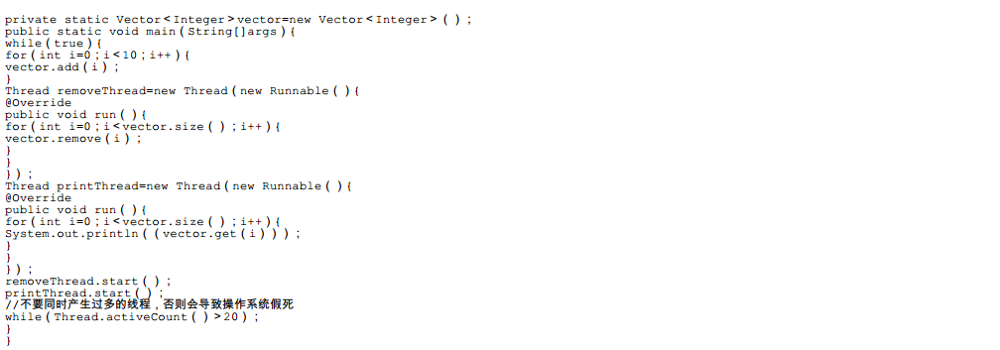 private static Vector<Integer>vector=new Vector<Integer>();
public static void main(String[]args){
while(true){
for(int i=0;i<10;i++){
vector.add(i);
}
Thread removeThread=new Thread(new Runnable(){
@Override
public void run(){
for(int i=0;i<vector.size();i++){
vector.remove(i);
}
}
});
Thread printThread=new Thread(new Runnable(){
@Override
public void run(){
for(int i=0;i<vector.size();i++){
System.out.println((vector.get(i)));
}
}
});
removeThread.start();
printThread.start();
//不要同时产生过多的线程，否则会导致操作系统假死
while(Thread.activeCount()>20);
}
}